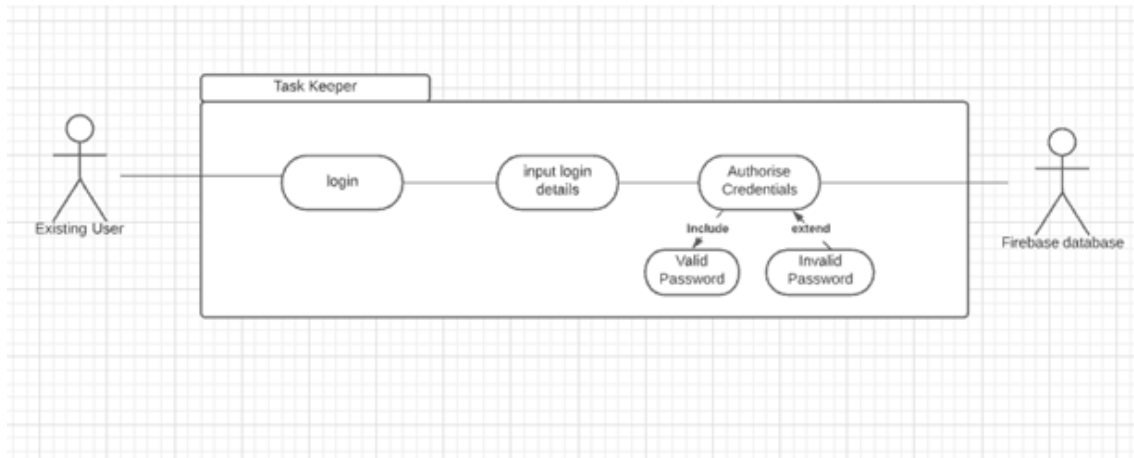 Task Keeper
login
input login
details
Authorise
Credentials
Include
extend
Valid
Password
Invalid
Password
Existing User
Firebase database